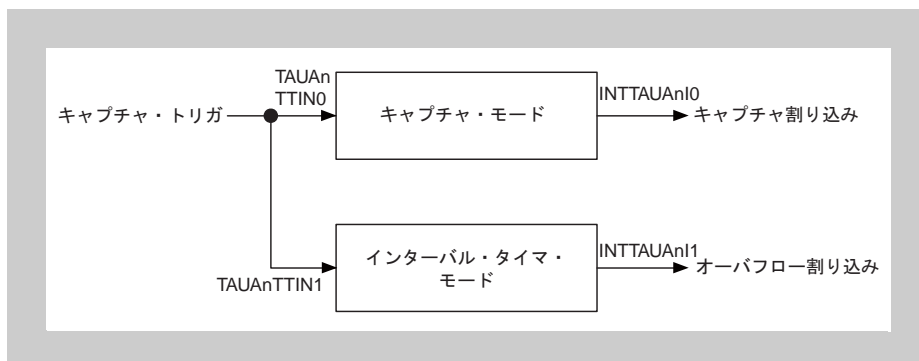 TAUAn
TTIN0
キャプチャ・トリガ
キャプチャ・モード
INTTAUAnI0
キャプチャ割り込み
TAUAnTTIN1
インターバル・タイマ・
モード
INTTAUAnI1
オーバフロー割り込み